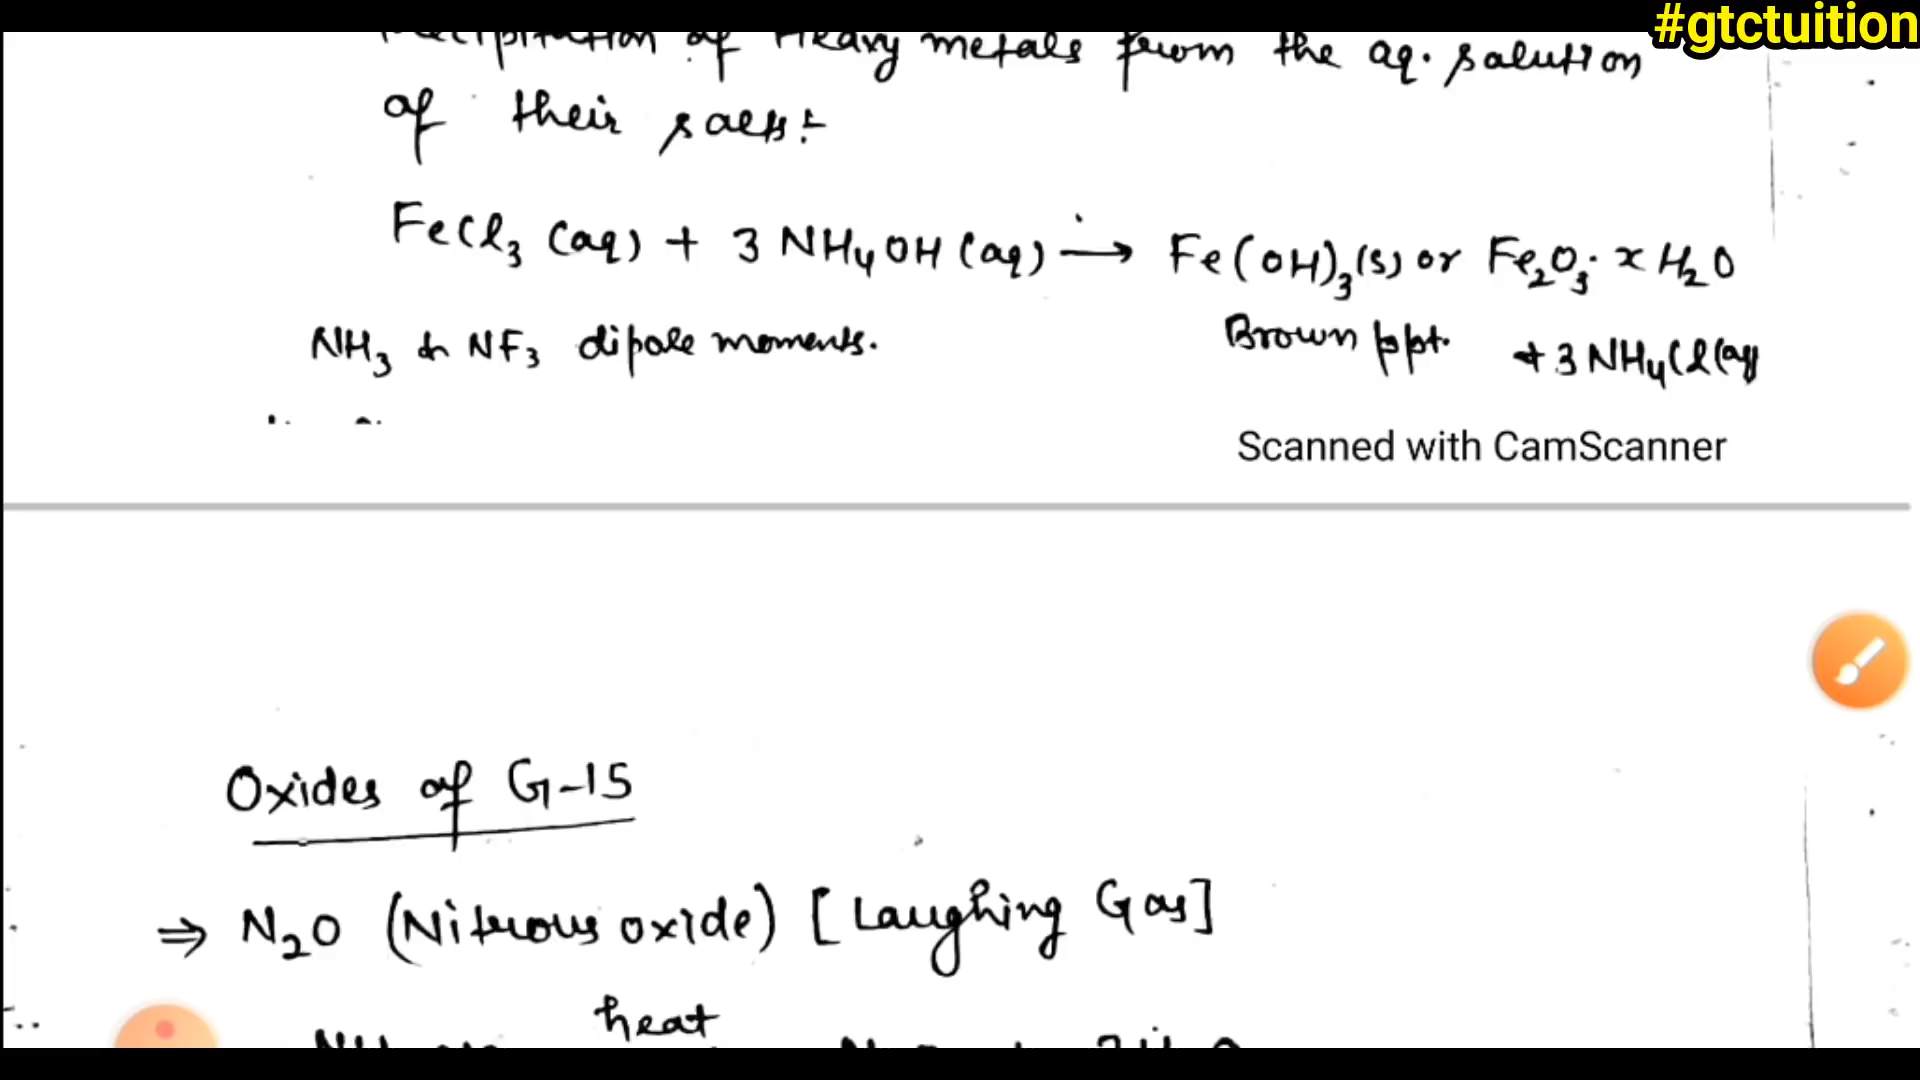 #gtctuition
Precipitation of Heavy metals from the aq. solution
of their salts:-
FeCl₃ (aq) + 3 NH₄OH (aq) → Fe(OH)₃(s) or Fe₂O₃. x H₂O
NH₃ & NF₃ dipole moments.
Brown ppt. + 3 NH₄Cl(aq)
Scanned with CamScanner
Oxides of G-15
⇒ N₂O (Nitrous oxide) [Laughing Gas]
heat